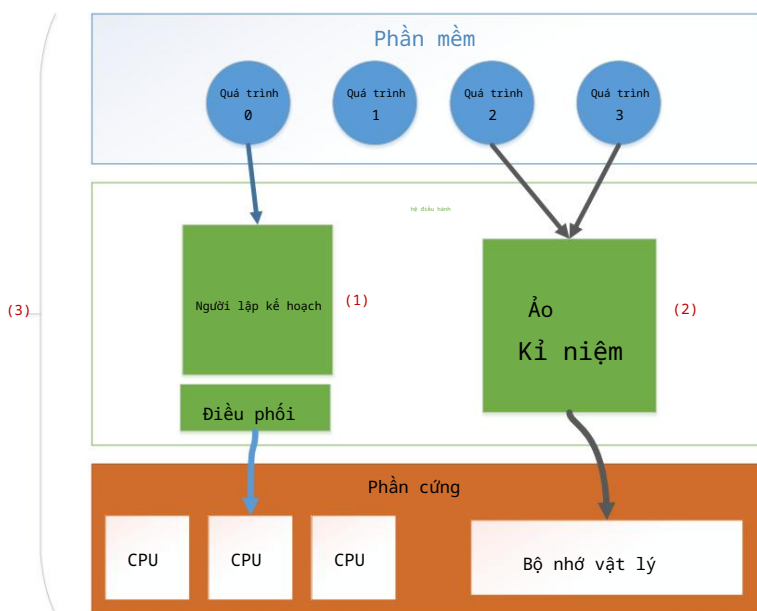 Phần mềm
Quá trình
0
Quá trình
1
Quá trình
2
Quá trình
3
hệ điều hành
Người lập kế hoạch
(1)
Ảo
Kỉ niệm
(2)
(3)
Điều phối
Phần cứng
CPU
CPU
CPU
Bộ nhớ vật lý